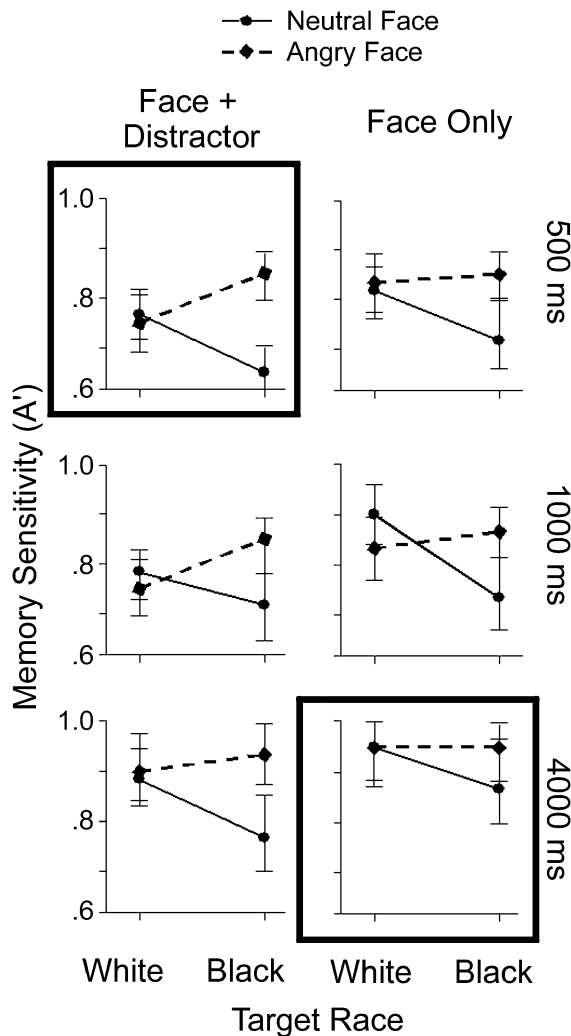 Neutral Face
Angry Face
Face +
Distractor
Face Only
1.0
.8
.6
500 ms
Memory Sensitivity (A')
1.0
.8
.6
1000 ms
1.0
.8
.6
4000 ms
White Black White Black
Target Race